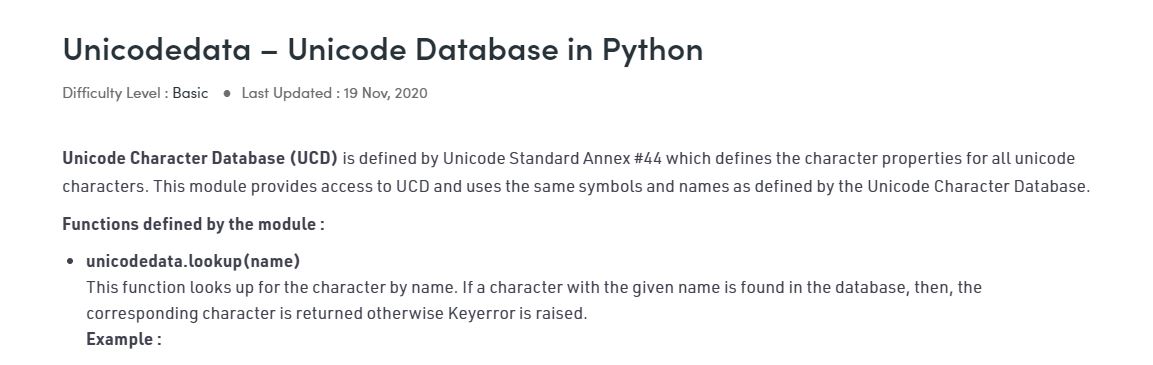 Unicodedata – Unicode Database in Python
Difficulty Level : Basic ● Last Updated : 19 Nov, 2020
Unicode Character Database (UCD) is defined by Unicode Standard Annex #44 which defines the character properties for all unicode
characters. This module provides access to UCD and uses the same symbols and names as defined by the Unicode Character Database.
Functions defined by the module :
• unicodedata.lookup(name)
This function looks up for the character by name. If a character with the given name is found in the database, then, the
corresponding character is returned otherwise Keyerror is raised.
Example :